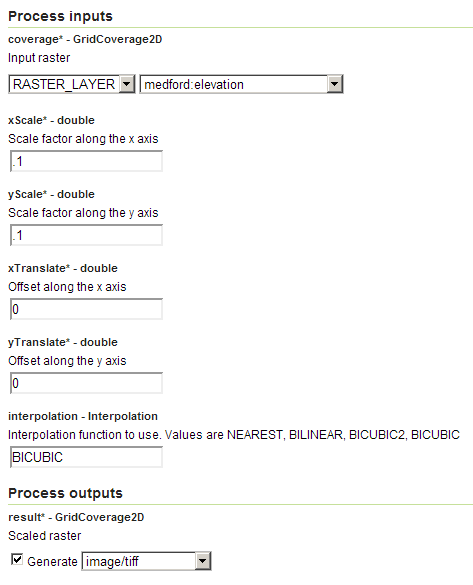 Process inputs
coverage* - GridCoverage2D
Input raster
RASTER_LAYER medford:elevation
xScale* - double
Scale factor along the x axis
.1
yScale* - double
Scale factor along the y axis
.1
xTranslate* - double
Offset along the x axis
0
yTranslate* - double
Offset along the y axis
0
interpolation - Interpolation
Interpolation function to use. Values are NEAREST, BILINEAR, BICUBIC2, BICUBIC
BICUBIC
Process outputs
result* - GridCoverage2D
Scaled raster
Generate image/tiff